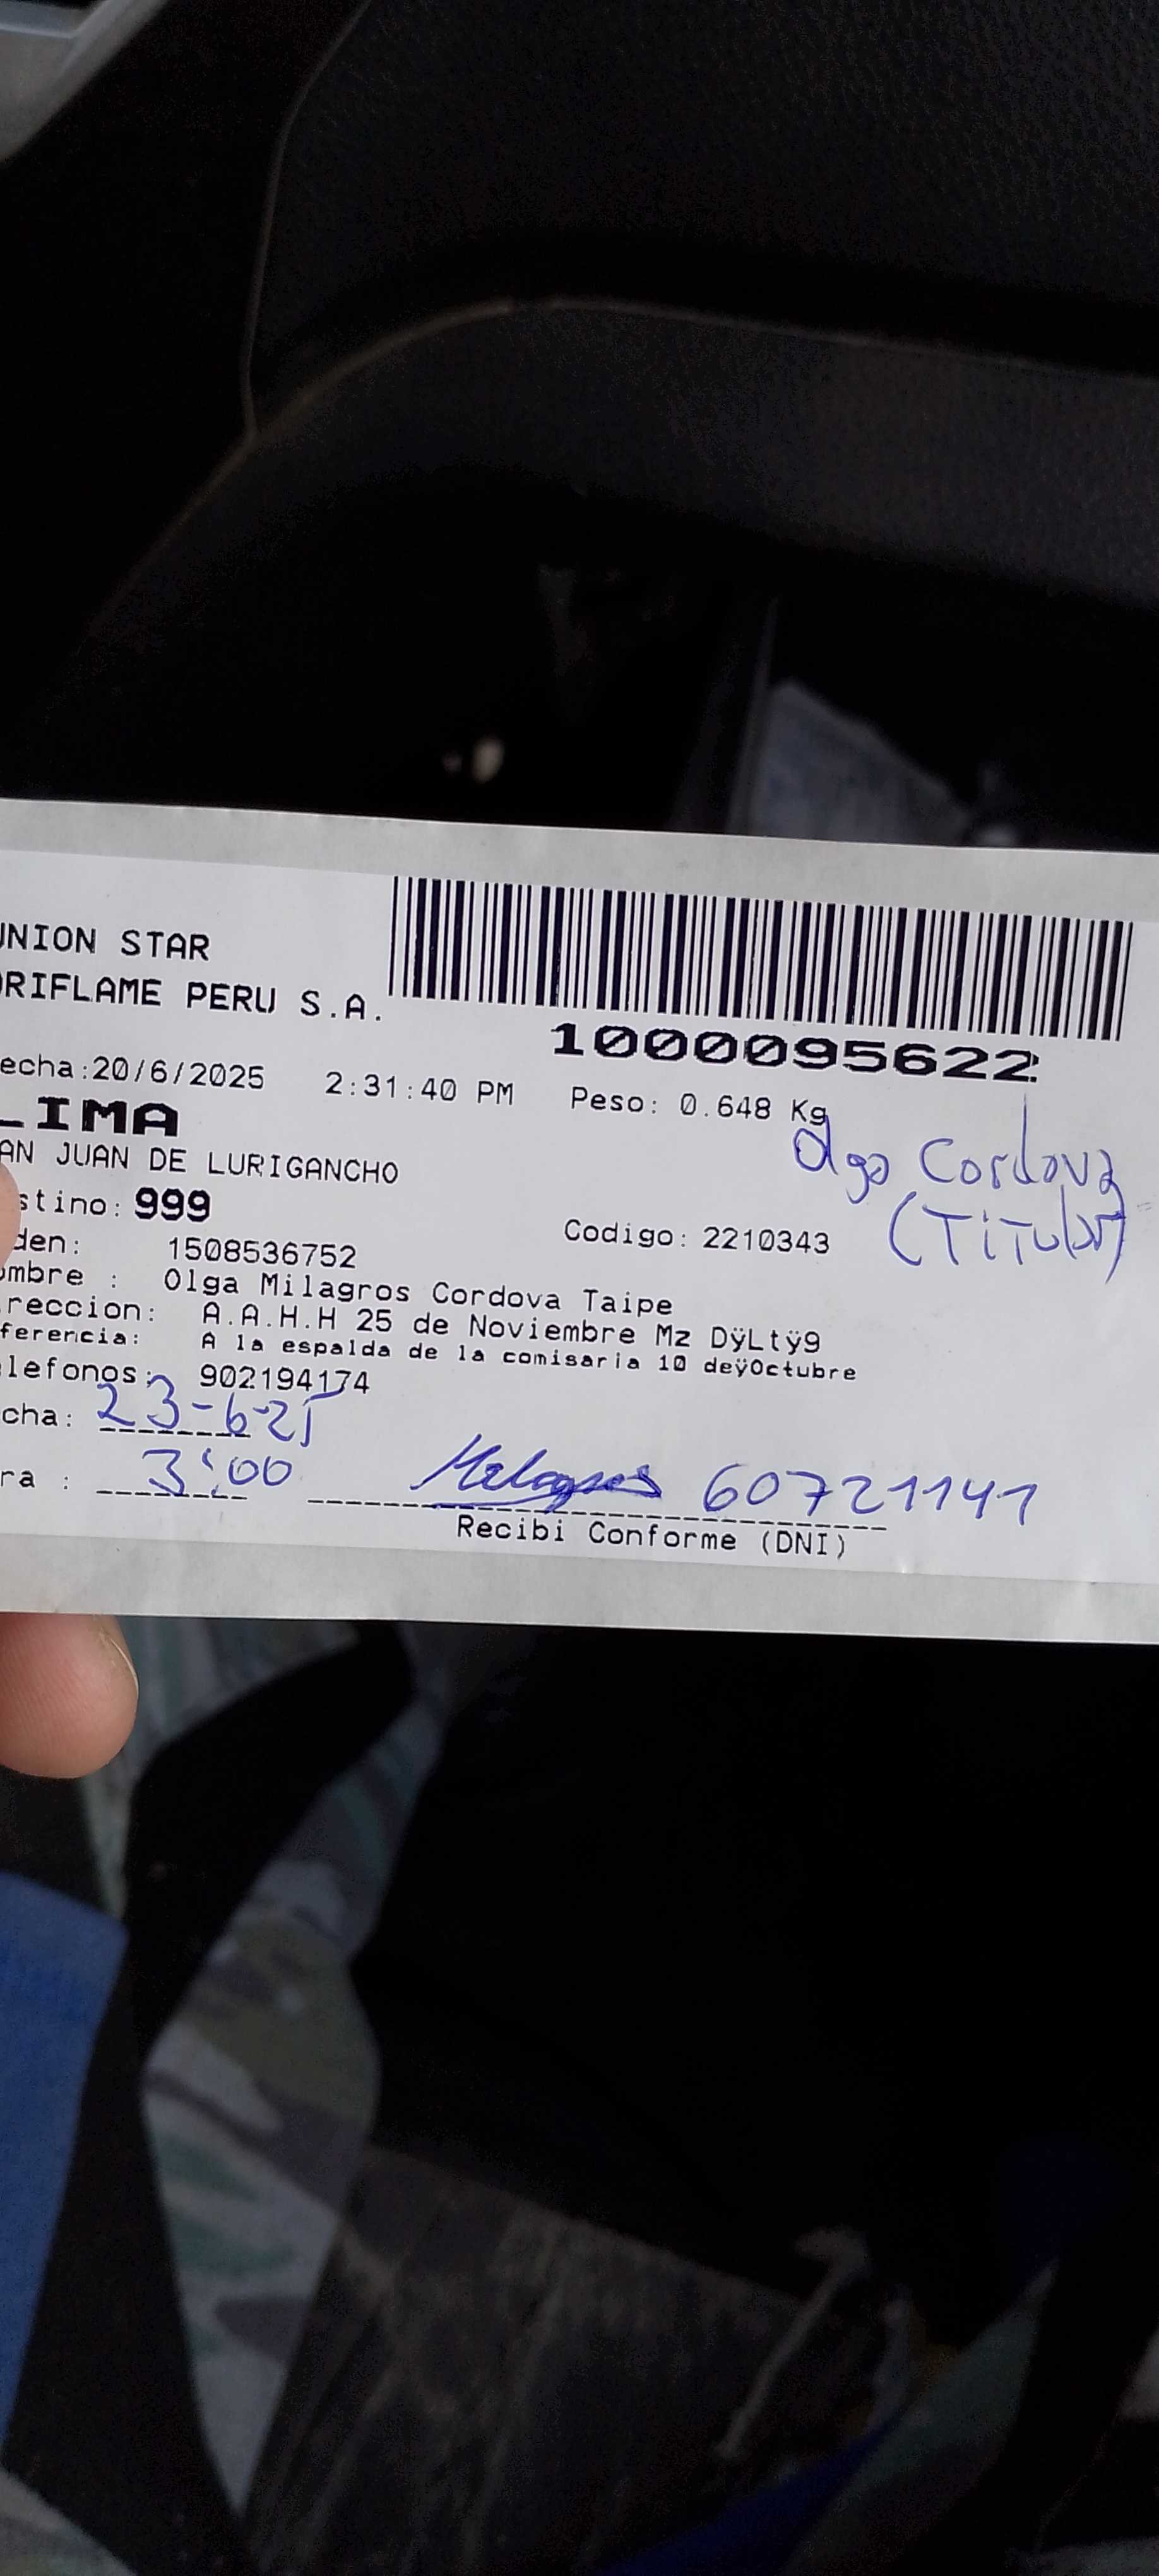 UNION STAR
ORIFLAME PERU S.A.
1000095622
echa:20/6/2025 2:31:40 PM Peso: 0.648 Kg
LIMA
AN JUAN DE LURIGANCHO
Olga Cordova
(Titular)
stino: 999
Codigo: 2210343
den: 1508536752
ombre : Olga Milagros Cordova Taipe
reccion: A.A.H.H 25 de Noviembre Mz DÿLtÿ9
ferencia: A la espalda de la comisaria 10 deÿOctubre
lefonos: 902194174
cha: 23-6-25
ra : 3:00
Milagros 60721141
Recibi Conforme (DNI)